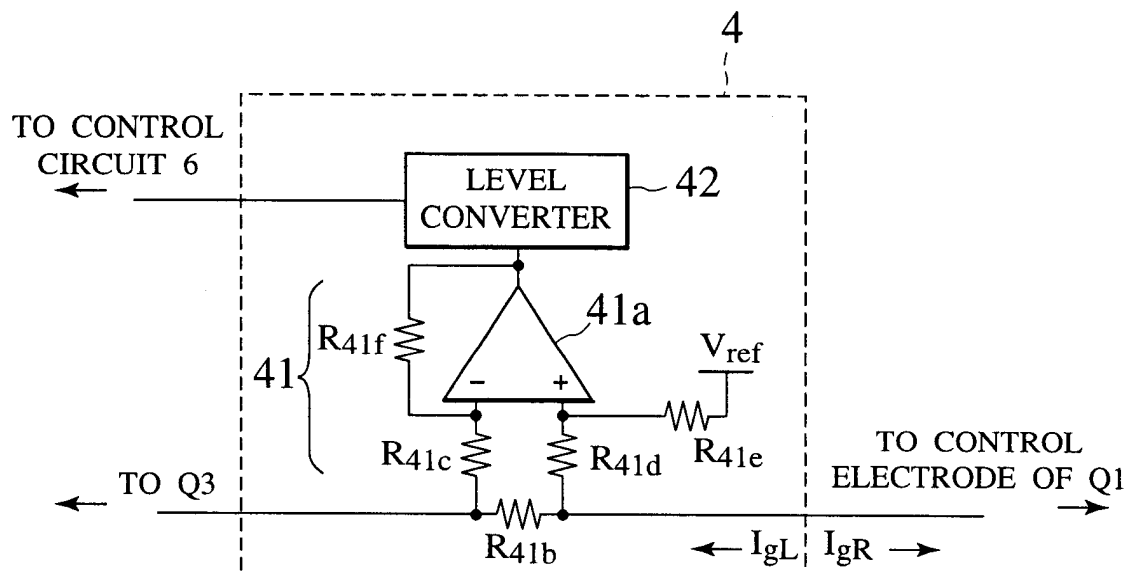 4
TO CONTROL
CIRCUIT 6
LEVEL
CONVERTER
42
41a
R41f
Vref
41
−
+
R41c
R41d
R41e
TO CONTROL
ELECTRODE OF Q1
TO Q3
R41b
IgL
IgR